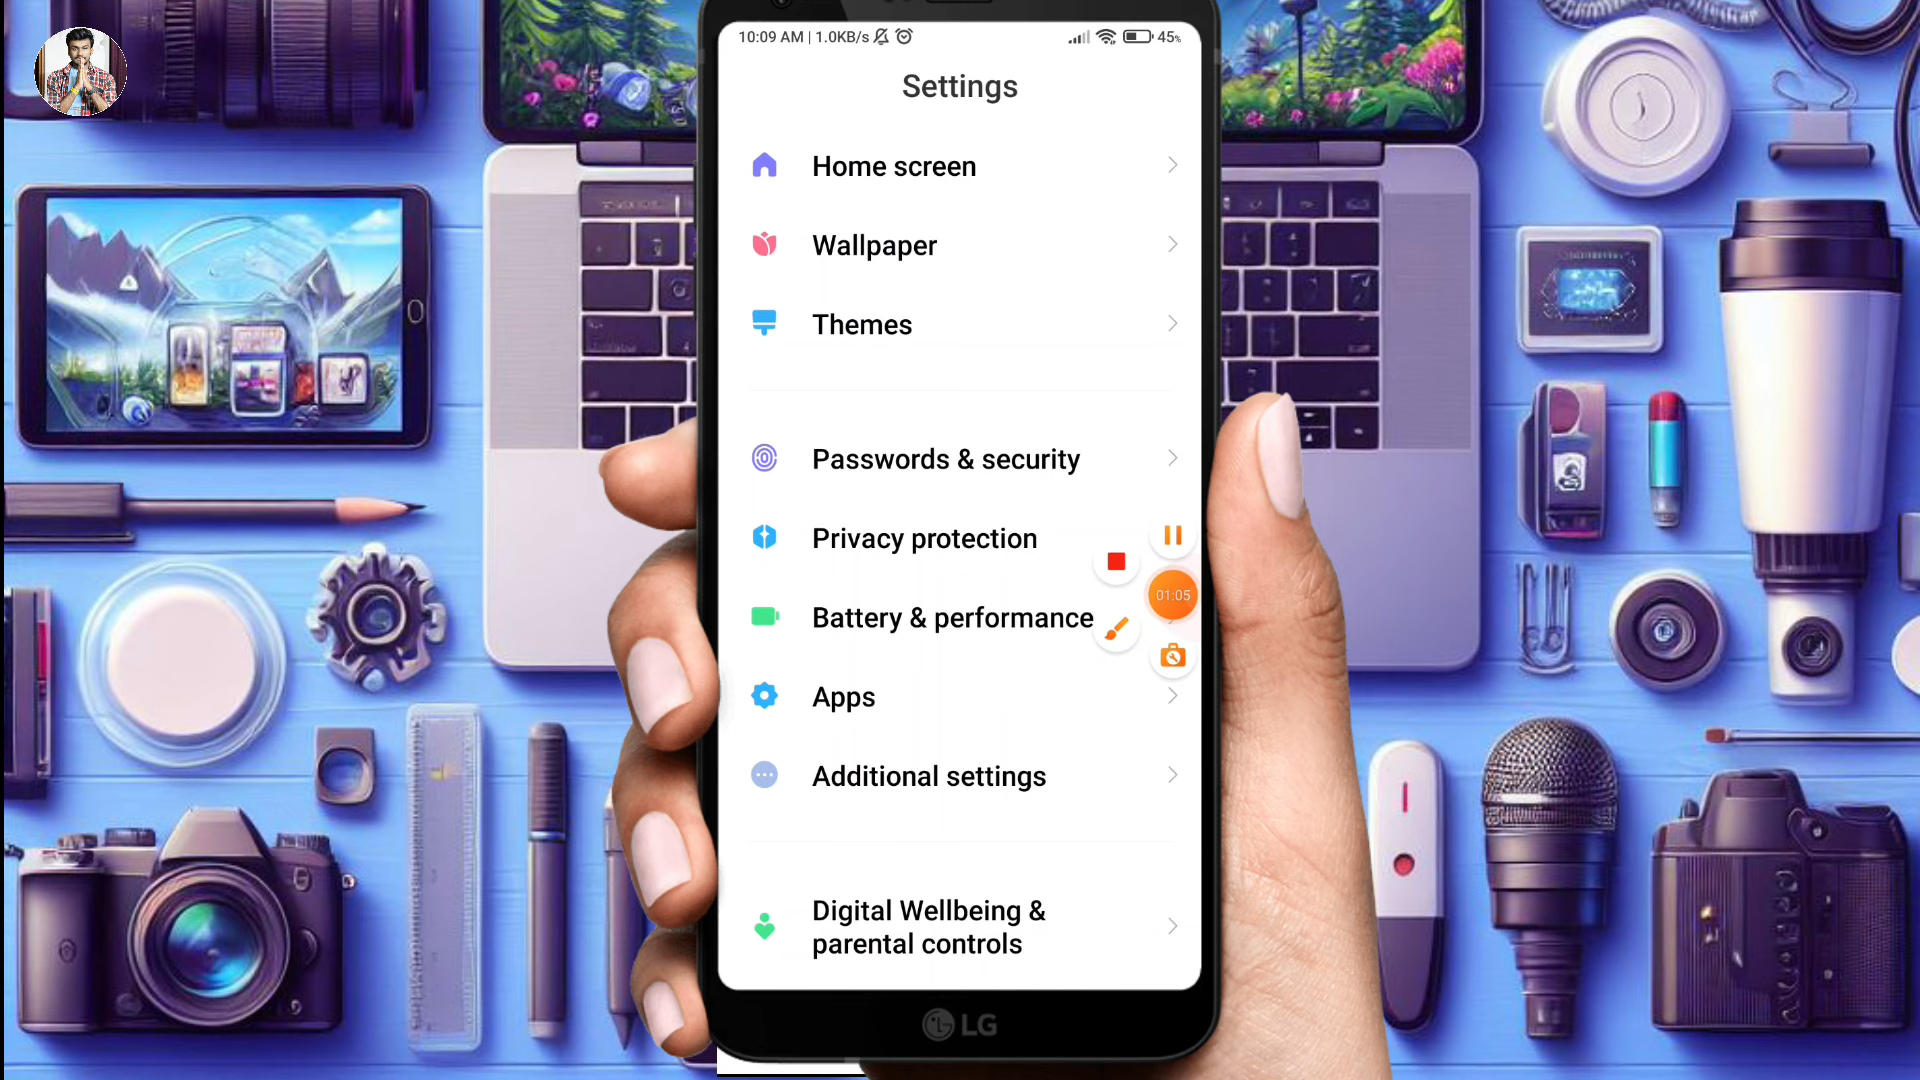 10:09 AM | 1.0KB/s
45%
Settings
Home screen
Wallpaper
Themes
Passwords & security
Privacy protection
01:05
Battery & performance
Apps
Additional settings
Digital Wellbeing &
parental controls
LG